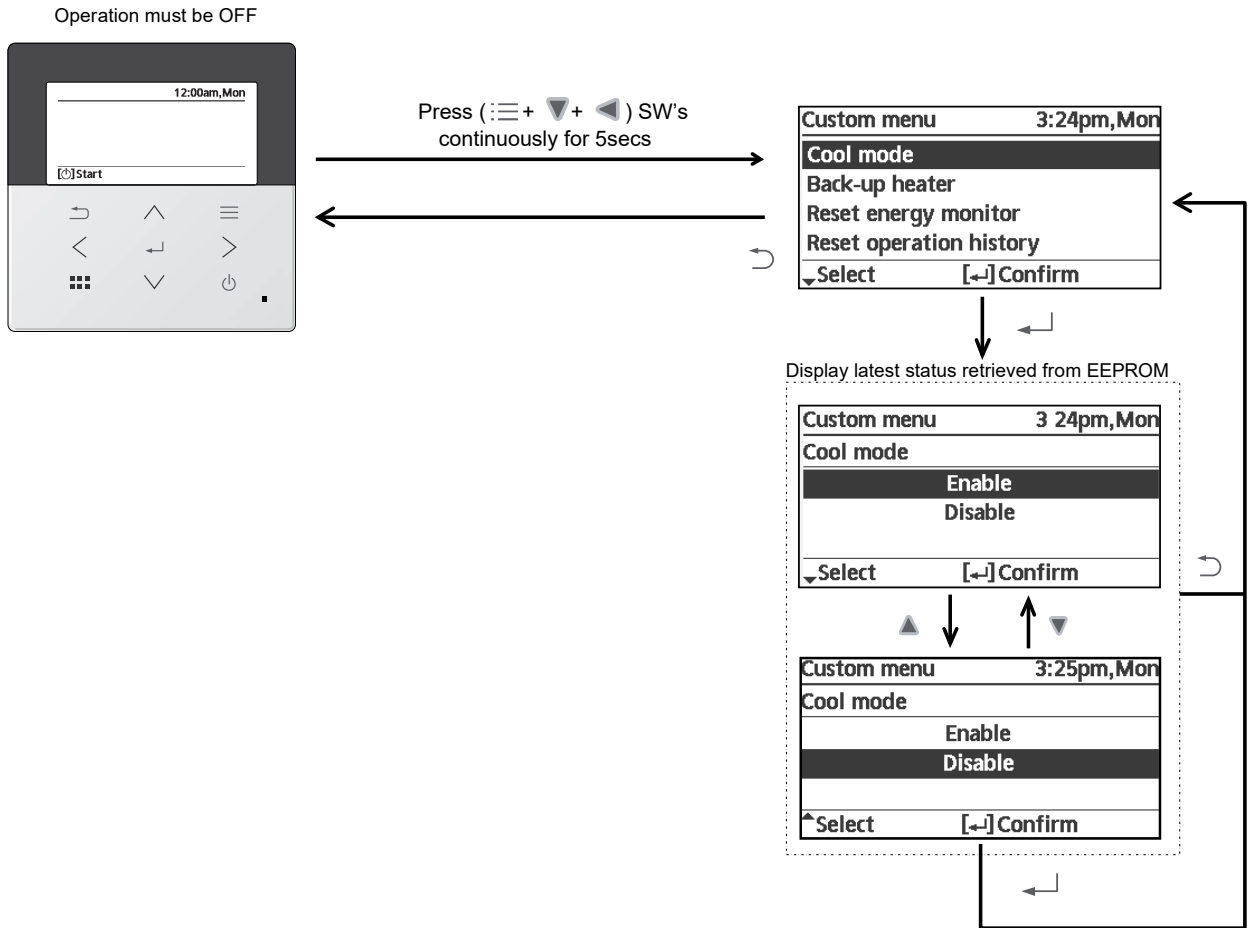 Operation must be OFF
12:00am,Mon
[⏻]Start
Press ( ☰ + ▼ + ◀ ) SW's
continuously for 5secs
Custom menu 3:24pm,Mon
Cool mode
Back-up heater
Reset energy monitor
Reset operation history
Select [↵]Confirm
Display latest status retrieved from EEPROM
Custom menu 3 24pm,Mon
Cool mode
Enable
Disable
Select [↵]Confirm
Custom menu 3:25pm,Mon
Cool mode
Enable
Disable
Select [↵]Confirm